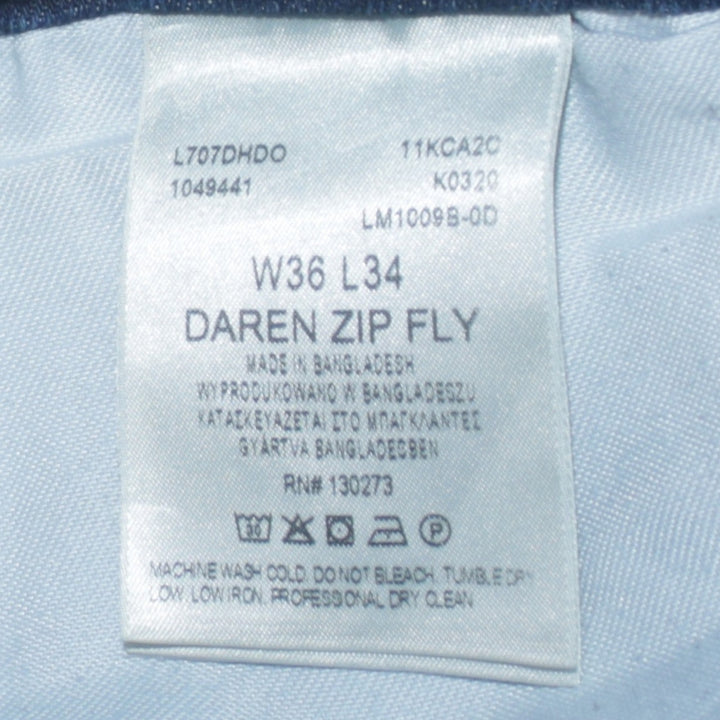 L707DHDO 11KCA2C
1049441 K0320
LM1009B-0D
W36 L34
DAREN ZIP FLY
MADE IN BANGLADESH
WYPRODUKOWANO W BANGLADESZU
ΚΑΤΑΣΚΕΥΑΖΕΤΑΙ ΣΤΟ ΜΠΑΓΚΛΑΝΤΕΣ
GYÁRTVA BANGLADESBEN
RN# 130273
30 P
MACHINE WASH COLD. DO NOT BLEACH. TUMBLE DRY
LOW. LOW IRON. PROFESSIONAL DRY CLEAN